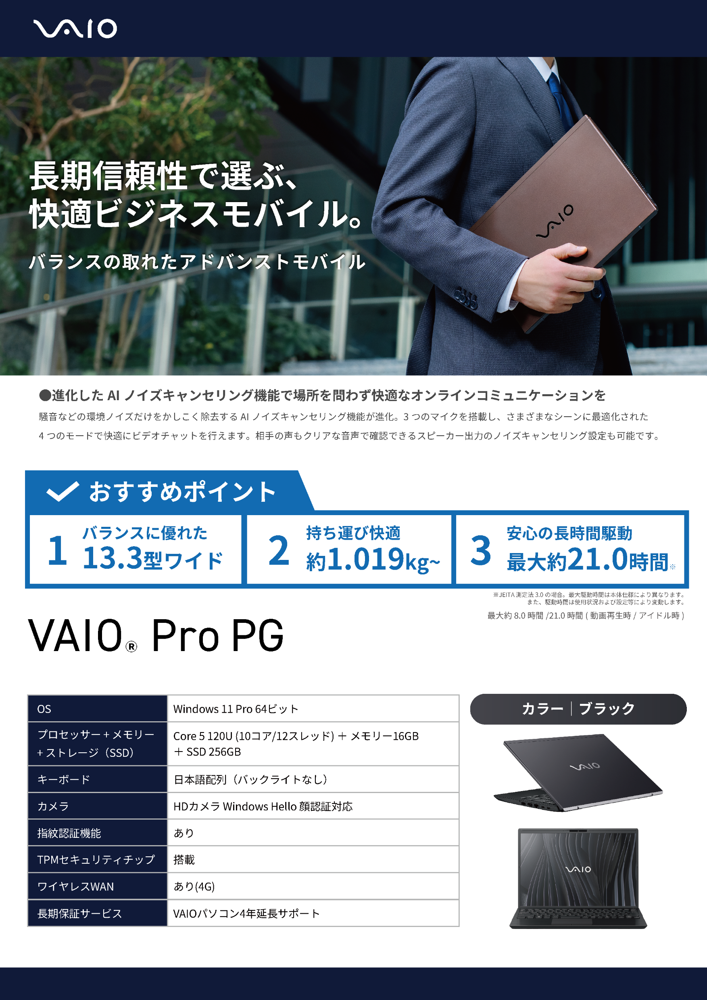 VAIO
長期信頼性で選ぶ、
快適ビジネスモバイル。
バランスの取れたアドバンストモバイル
VAIO
●進化した AI ノイズキャンセリング機能で場所を問わず快適なオンラインコミュニケーションを
騒音などの環境ノイズだけをかしこく除去する AI ノイズキャンセリング機能が進化。3 つのマイクを搭載し、さまざまなシーンに最適化された
4 つのモードで快適にビデオチャットを行えます。相手の声もクリアな音声で確認できるスピーカー出力のノイズキャンセリング設定も可能です。
おすすめポイント
1
バランスに優れた
13.3型ワイド
2
持ち運び快適
約1.019kg~
3
安心の長時間駆動
最大約21.0時間※
※JEITA 測定法 3.0 の場合。最大駆動時間は本体仕様により異なります。
また、駆動時間は使用状況および設定等により変動します。
最大約 8.0 時間 /21.0 時間 ( 動画再生時 / アイドル時 )
VAIO® Pro PG
OS
Windows 11 Pro 64ビット
プロセッサー + メモリー
+ ストレージ（SSD）
Core 5 120U (10コア/12スレッド) ＋ メモリー16GB
＋ SSD 256GB
キーボード
日本語配列（バックライトなし）
カメラ
HDカメラ Windows Hello 顔認証対応
指紋認証機能
あり
TPMセキュリティチップ
搭載
ワイヤレスWAN
あり(4G)
長期保証サービス
VAIOパソコン4年延長サポート
カラー｜ブラック
VAIO
VAIO